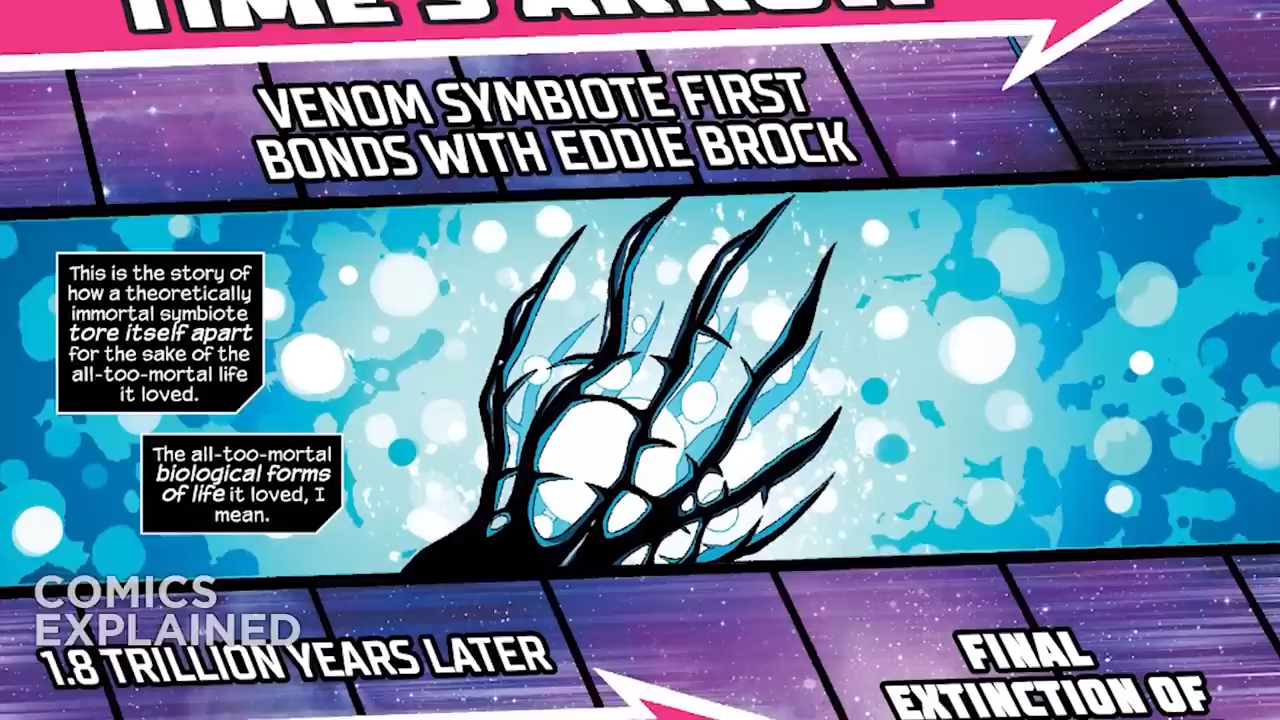 TIME'S ARROW
VENOM SYMBIOTE FIRST
BONDS WITH EDDIE BROCK
This is the story of
how a theoretically
immortal symbiote
tore itself apart
for the sake of the
all-too-mortal life
it loved.
The all-too-mortal
biological forms
of life it loved, I
mean.
COMICS
EXPLAINED
1.8 TRILLION YEARS LATER
FINAL
EXTINCTION OF